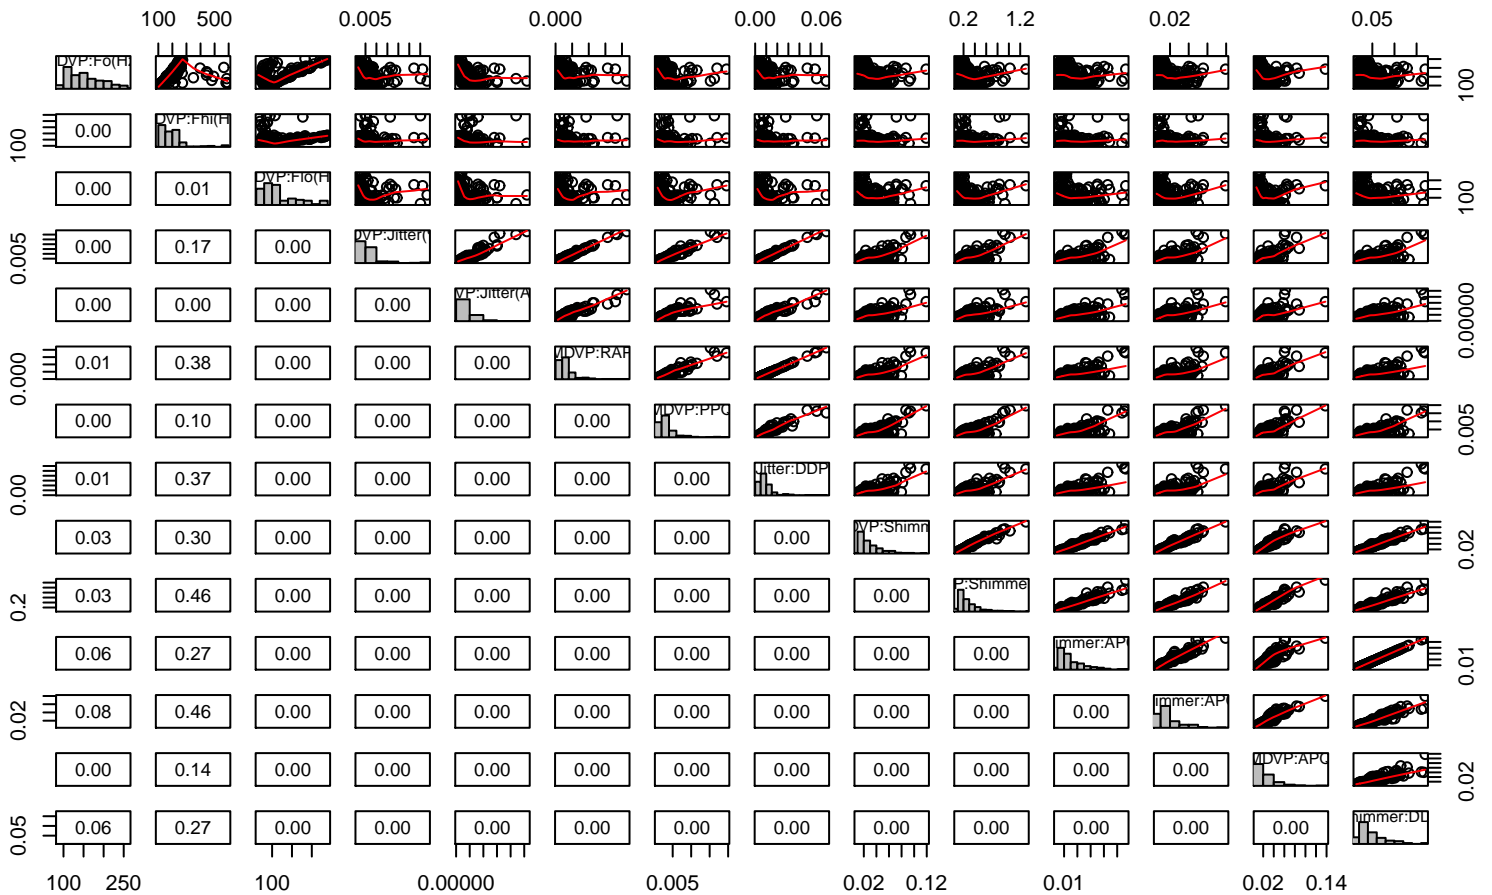 100 500 0.005 0.000 0.00 0.06 0.2 1.2 0.02 0.05
DVP:Fo(H 100
100 0.00 DVP:Fhi(H
0.00 0.01 DVP:Flo(H 100
0.005 0.00 0.17 0.00 DVP:Jitter(
0.00 0.00 0.00 0.00 VP:Jitter(A 0.00000
0.000 0.01 0.38 0.00 0.00 0.00 MDVP:RAP
0.00 0.10 0.00 0.00 0.00 0.00 MDVP:PPQ 0.005
0.00 0.01 0.37 0.00 0.00 0.00 0.00 0.00 Jitter:DDP
0.03 0.30 0.00 0.00 0.00 0.00 0.00 0.00 DVP:Shimn 0.02
0.2 0.03 0.46 0.00 0.00 0.00 0.00 0.00 0.00 0.00 P:Shimme
0.06 0.27 0.00 0.00 0.00 0.00 0.00 0.00 0.00 0.00 immer:AP 0.01
0.02 0.08 0.46 0.00 0.00 0.00 0.00 0.00 0.00 0.00 0.00 0.00 immer:AP
0.00 0.14 0.00 0.00 0.00 0.00 0.00 0.00 0.00 0.00 0.00 0.00 MDVP:APQ 0.02
0.05 0.06 0.27 0.00 0.00 0.00 0.00 0.00 0.00 0.00 0.00 0.00 0.00 0.00 immer:DD
100 250 100 0.00000 0.005 0.02 0.12 0.01 0.02 0.14